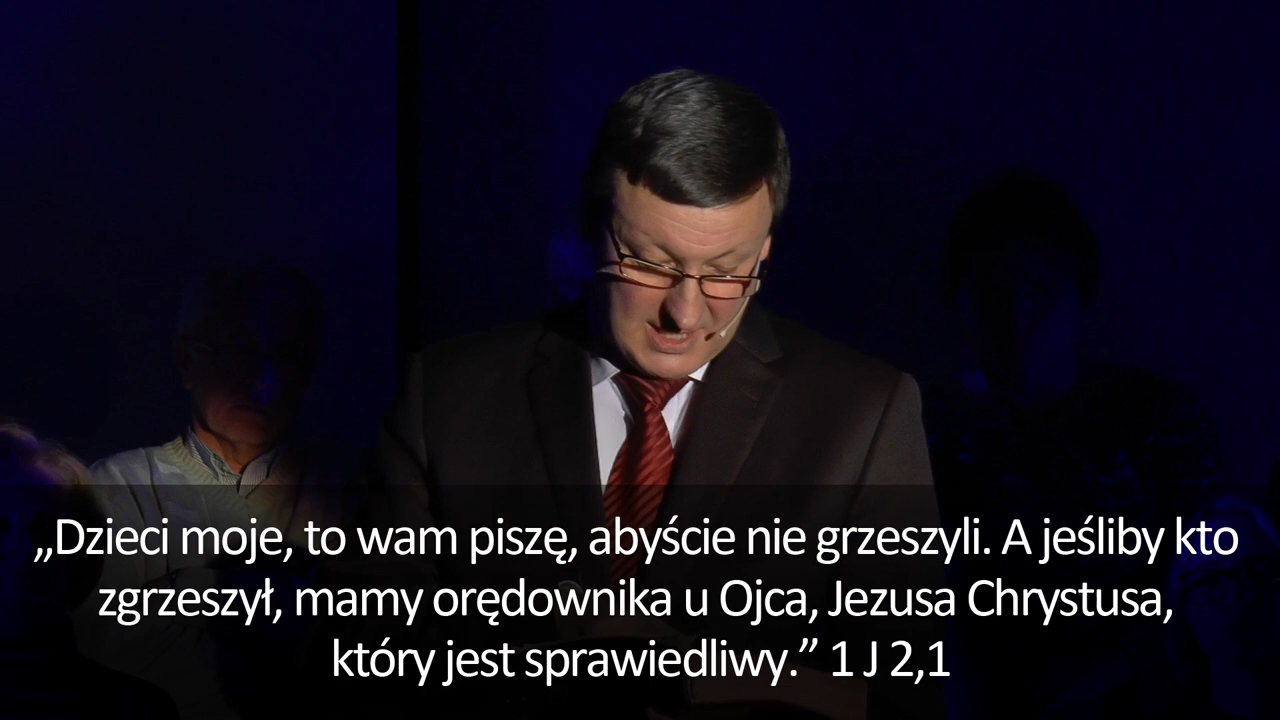 „Dzieci moje, to wam piszę, abyście nie grzeszyli. A jeśliby kto
zgrzeszył, mamy orędownika u Ojca, Jezusa Chrystusa,
który jest sprawiedliwy.” 1 J 2,1